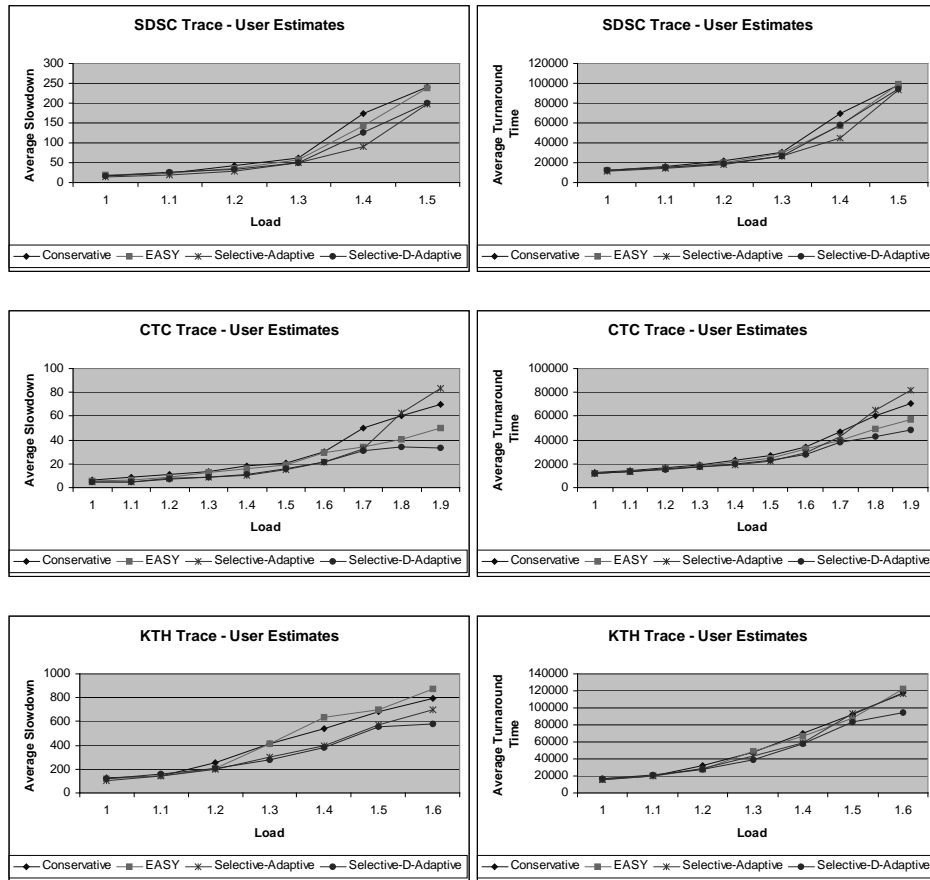 SDSC Trace - User Estimates
Average Slowdown
300
250
200
150
100
50
0
1 1.1 1.2 1.3 1.4 1.5
Load
Conservative EASY Selective-Adaptive Selective-D-Adaptive
SDSC Trace - User Estimates
Average Turnaround
Time
120000
100000
80000
60000
40000
20000
0
1 1.1 1.2 1.3 1.4 1.5
Load
Conservative EASY Selective-Adaptive Selective-D-Adaptive
CTC Trace - User Estimates
Average Slowdown
100
80
60
40
20
0
1 1.1 1.2 1.3 1.4 1.5 1.6 1.7 1.8 1.9
Load
Conservative EASY Selective-Adaptive Selective-D-Adaptive
CTC Trace - User Estimates
Average Turnaround
Time
100000
80000
60000
40000
20000
0
1 1.1 1.2 1.3 1.4 1.5 1.6 1.7 1.8 1.9
Load
Conservative EASY Selective-Adaptive Selective-D-Adaptive
KTH Trace - User Estimates
Average Slowdown
1000
800
600
400
200
0
1 1.1 1.2 1.3 1.4 1.5 1.6
Load
Conservative EASY Selective-Adaptive Selective-D-Adaptive
KTH Trace - User Estimates
Average Turnaround
Time
140000
120000
100000
80000
60000
40000
20000
0
1 1.1 1.2 1.3 1.4 1.5 1.6
Load
Conservative EASY Selective-Adaptive Selective-D-Adaptive